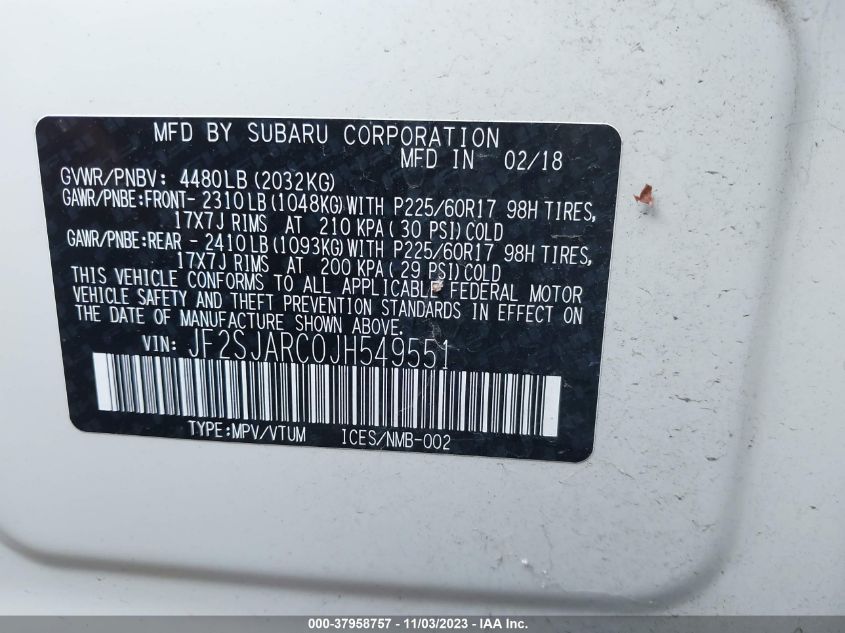 MFD BY SUBARU CORPORATION
MFD IN 02/18
GVWR/PNBV: 4480LB (2032KG)
GAWR/PNBE:FRONT- 2310 LB (1048KG) WITH P225/60R17 98H TIRES,
17X7J RIMS AT 210 KPA ( 30 PSI) COLD
GAWR/PNBE:REAR - 2410 LB (1093KG) WITH P225/60R17 98H TIRES,
17X7J RIMS AT 200 KPA ( 29 PSI) COLD
THIS VEHICLE CONFORMS TO ALL APPLICABLE FEDERAL MOTOR
VEHICLE SAFETY AND THEFT PREVENTION STANDARDS IN EFFECT ON
THE DATE OF MANUFACTURE SHOWN ABOVE.
VIN: JF2SJARC0JH549551
TYPE:MPV/VTUM ICES/NMB-002
000-37958757 - 11/03/2023 - IAA Inc.